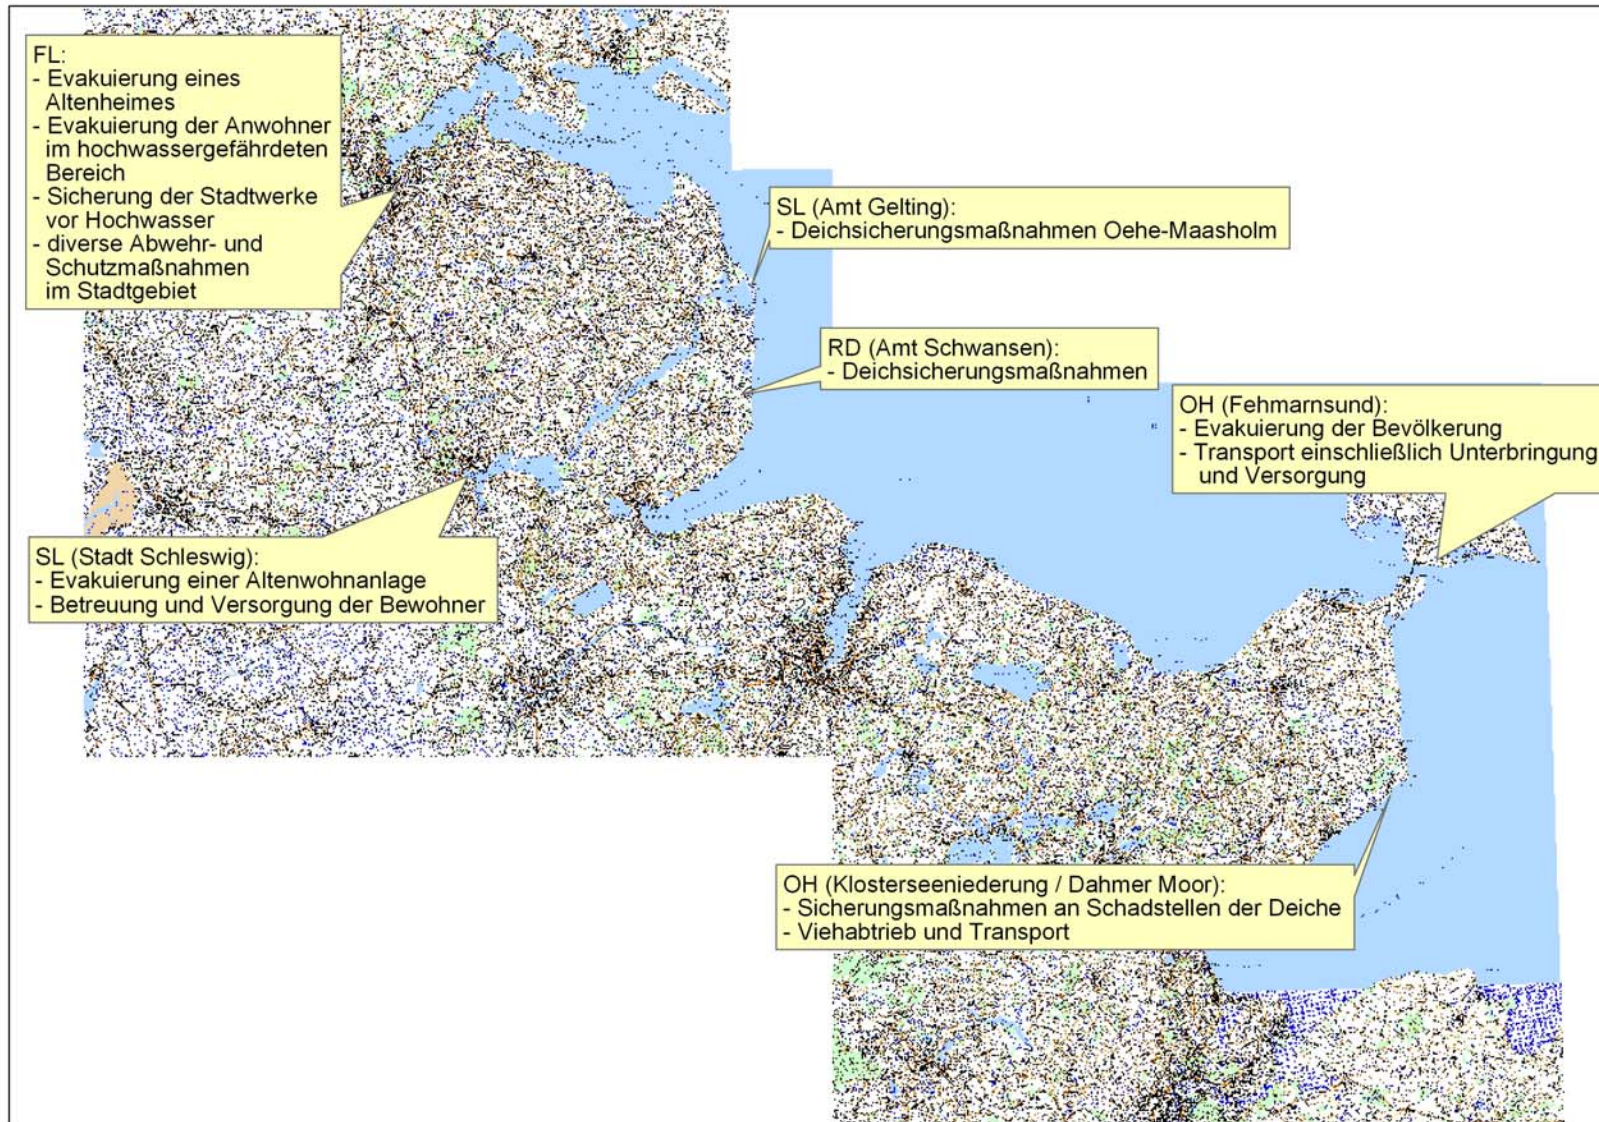 FL:
- Evakuierung eines
Altenheimes
- Evakuierung der Anwohner
im hochwassergefährdeten
Bereich
- Sicherung der Stadtwerke
vor Hochwasser
- diverse Abwehr- und
Schutzmaßnahmen
im Stadtgebiet
SL (Amt Gelting):
- Deichsicherungsmaßnahmen Oehe-Maasholm
RD (Amt Schwansen):
- Deichsicherungsmaßnahmen
OH (Fehmarnsund):
- Evakuierung der Bevölkerung
- Transport einschließlich Unterbringung
und Versorgung
SL (Stadt Schleswig):
- Evakuierung einer Altenwohnanlage
- Betreuung und Versorgung der Bewohner
OH (Klosterseeniederung / Dahmer Moor):
- Sicherungsmaßnahmen an Schadstellen der Deiche
- Viehabtrieb und Transport